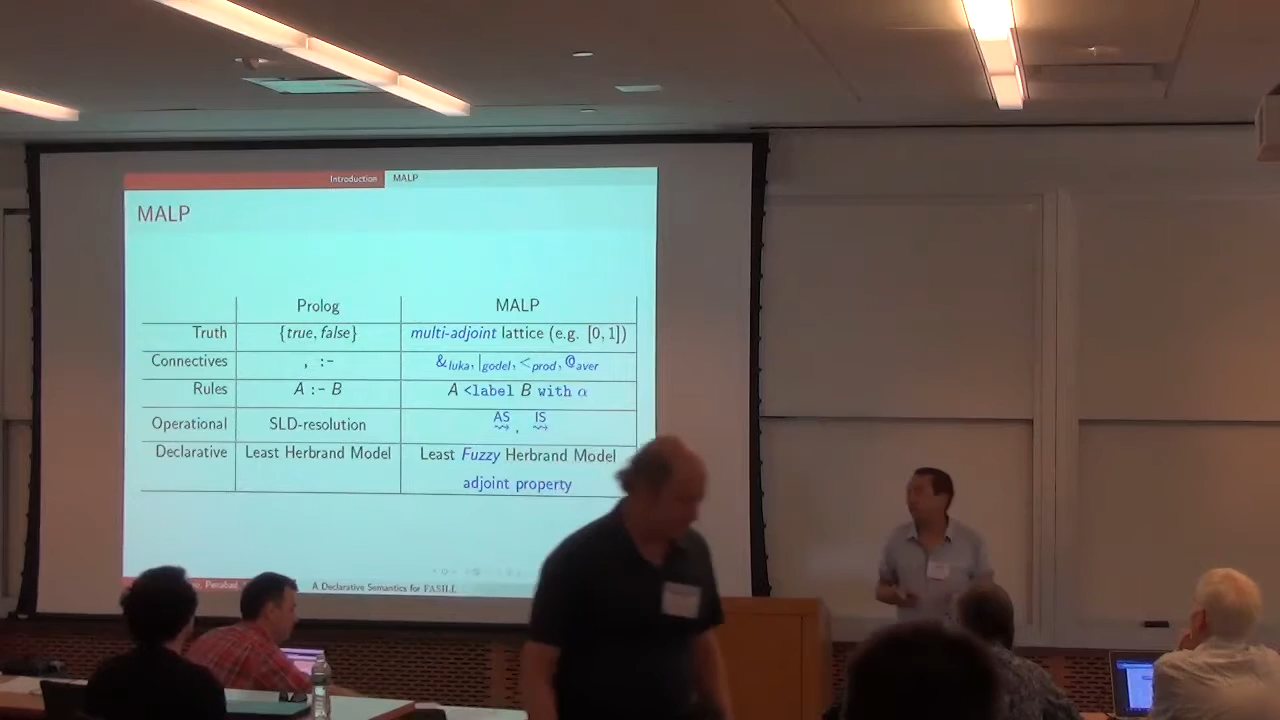 Introduction MALP
MALP
Prolog MALP
Truth {true, false} multi-adjoint lattice (e.g. [0, 1])
Connectives , :- &luka, |godel, <prod, @aver
Rules A :- B A <label B with α
Operational SLD-resolution AS⇝, IS⇝
Declarative Least Herbrand Model Least Fuzzy Herbrand Model
adjoint property
A Declarative Semantics for FASILL